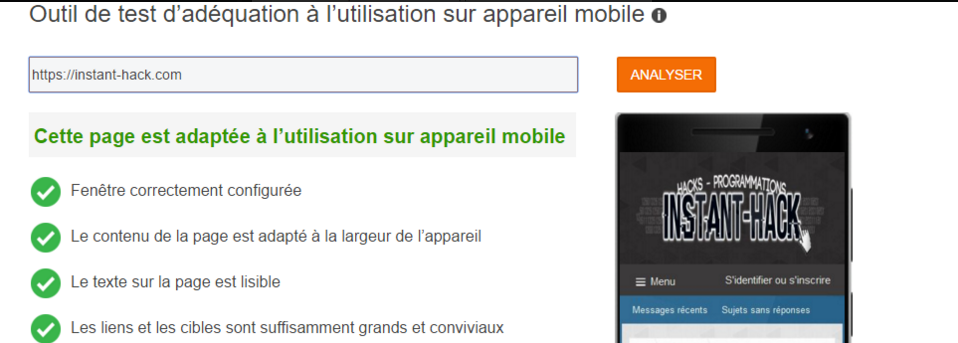 Outil de test d’adéquation à l’utilisation sur appareil mobile
https://instant-hack.com
ANALYSER
Cette page est adaptée à l’utilisation sur appareil mobile
Fenêtre correctement configurée
Le contenu de la page est adapté à la largeur de l’appareil
Le texte sur la page est lisible
Les liens et les cibles sont suffisamment grands et conviviaux
HACKS - PROGRAMMATIONS
INSTANT-HACK
Menu
S'identifier ou s'inscrire
Messages récents
Sujets sans réponses